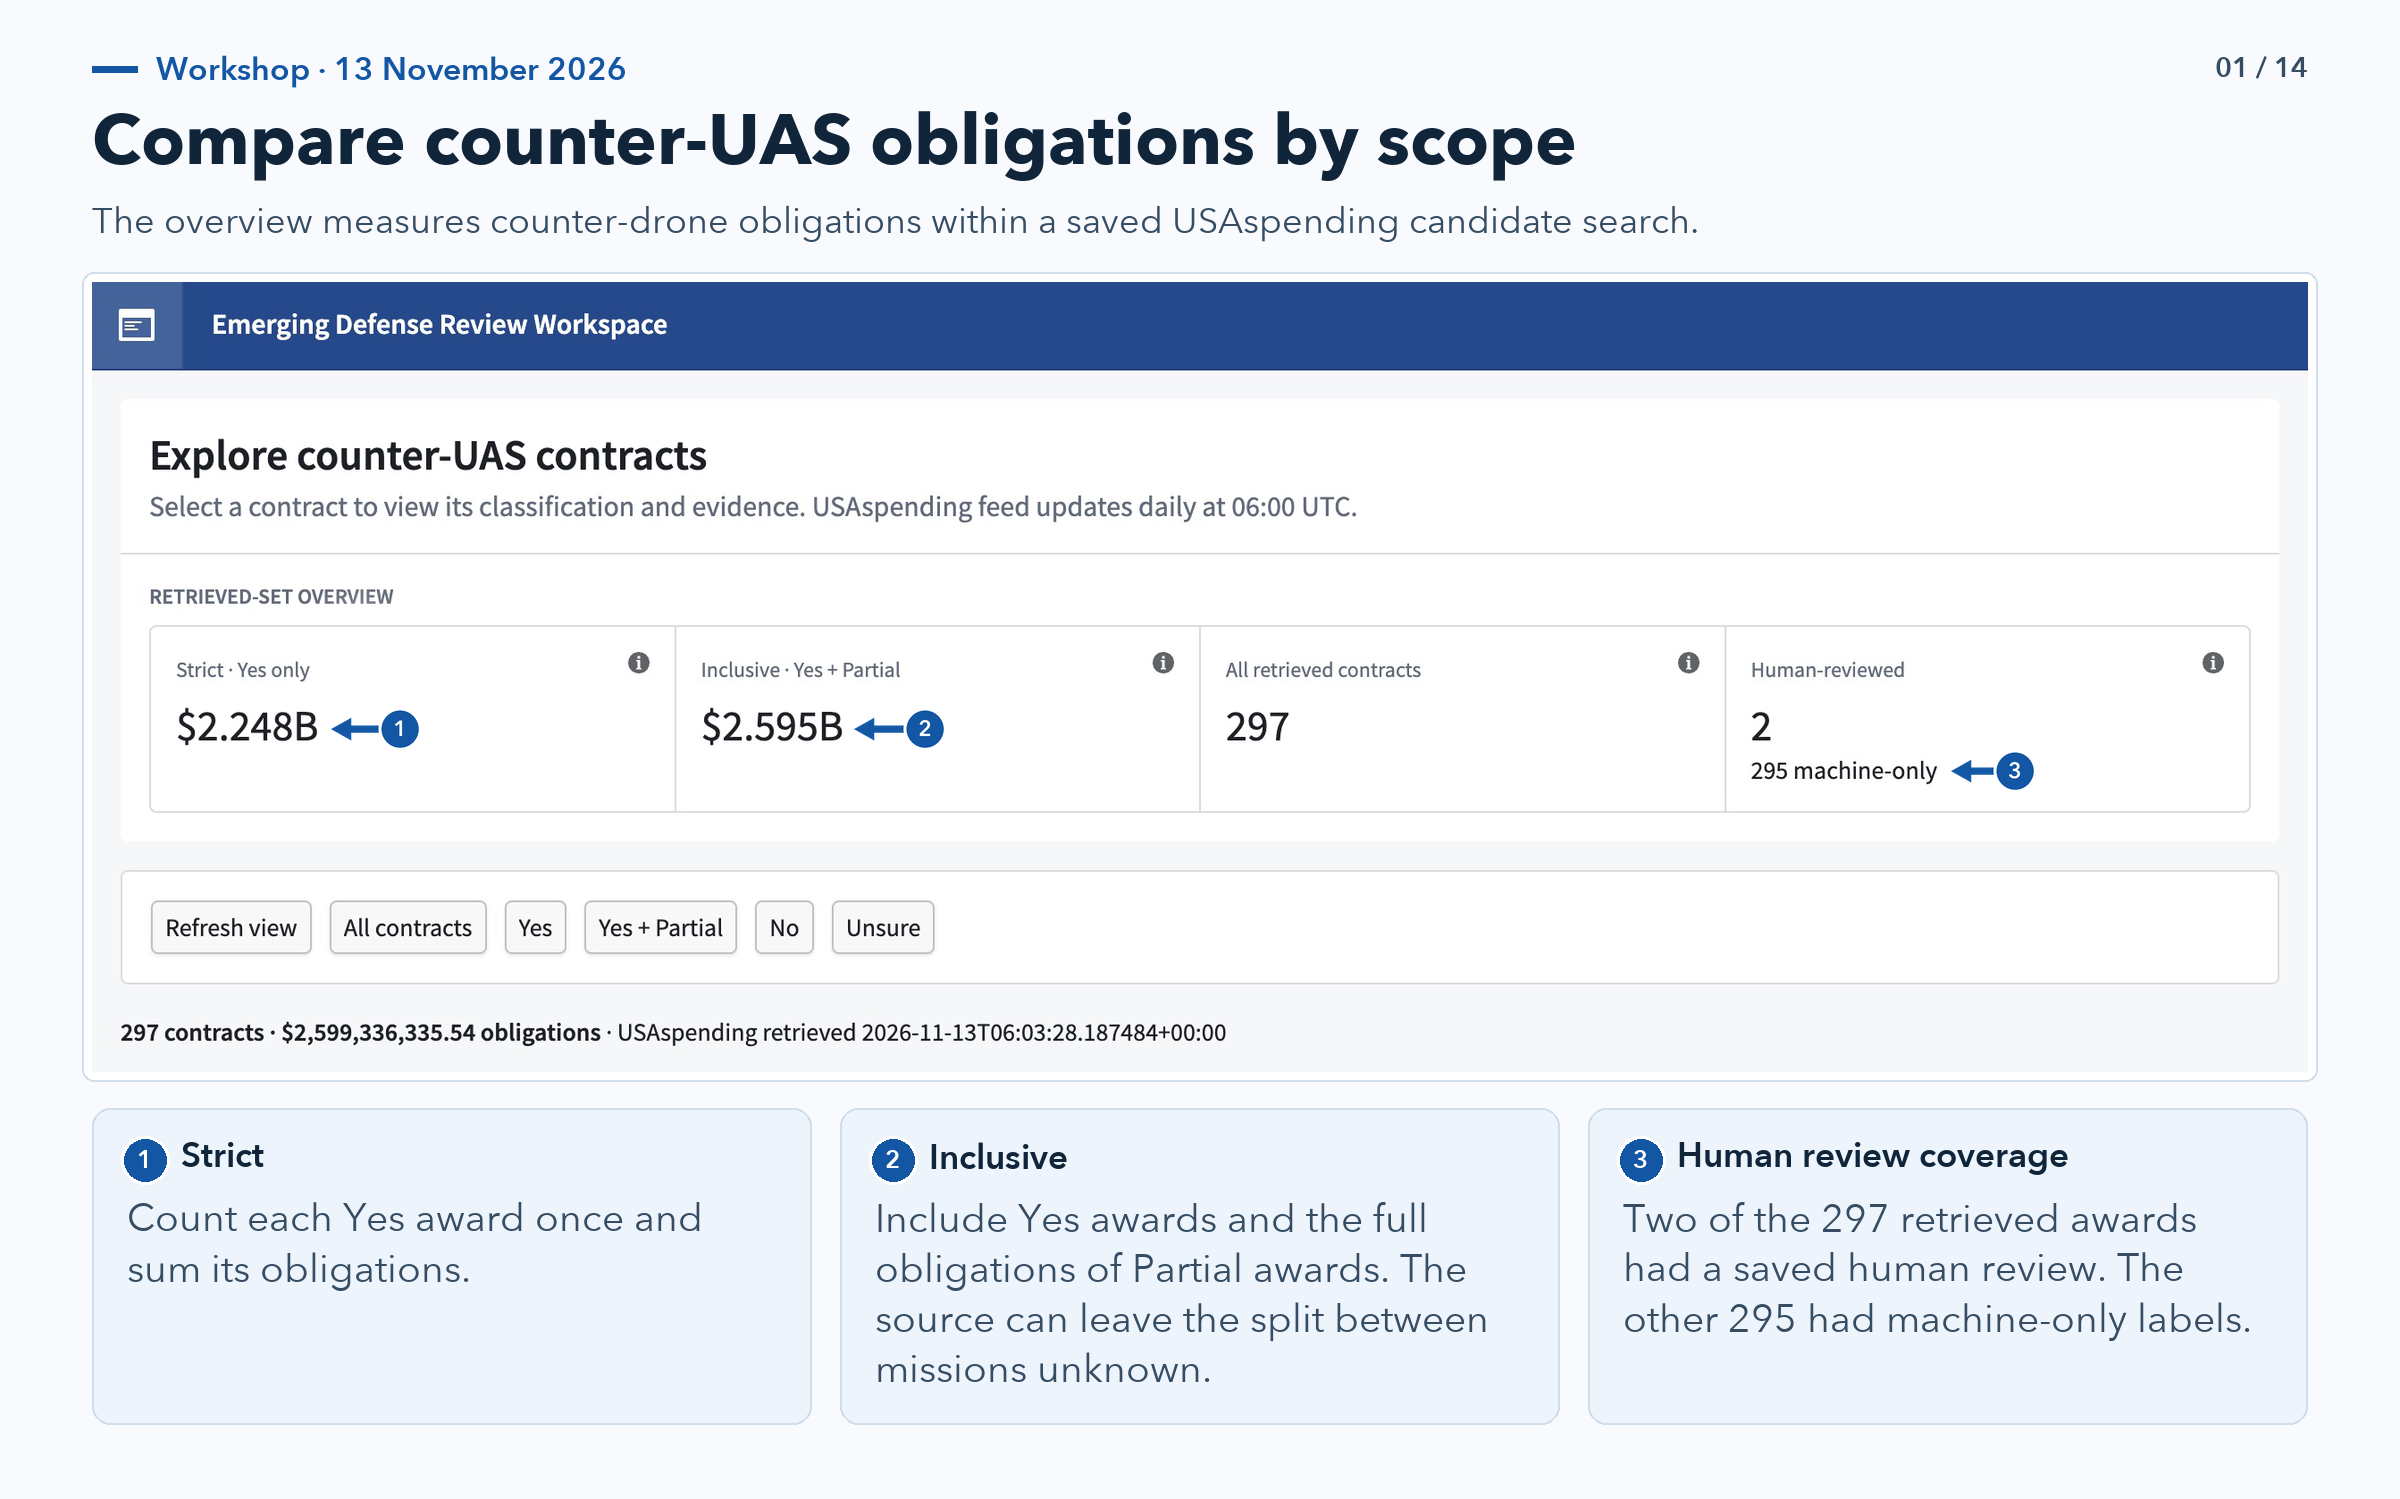 Workshop · 13 November 2026
01 / 14
Compare counter-UAS obligations by scope
The overview measures counter-drone obligations within a saved USAspending candidate search.
Emerging Defense Review Workspace
Explore counter-UAS contracts
Select a contract to view its classification and evidence. USAspending feed updates daily at 06:00 UTC.
RETRIEVED-SET OVERVIEW
Strict · Yes only
$2.248B
1
Inclusive · Yes + Partial
$2.595B
2
All retrieved contracts
297
Human-reviewed
2
295 machine-only
3
Refresh view
All contracts
Yes
Yes + Partial
No
Unsure
297 contracts · $2,599,336,335.54 obligations · USAspending retrieved 2026-11-13T06:03:28.187484+00:00
1 Strict
Count each Yes award once and
sum its obligations.
2 Inclusive
Include Yes awards and the full
obligations of Partial awards. The
source can leave the split between
missions unknown.
3 Human review coverage
Two of the 297 retrieved awards
had a saved human review. The
other 295 had machine-only labels.